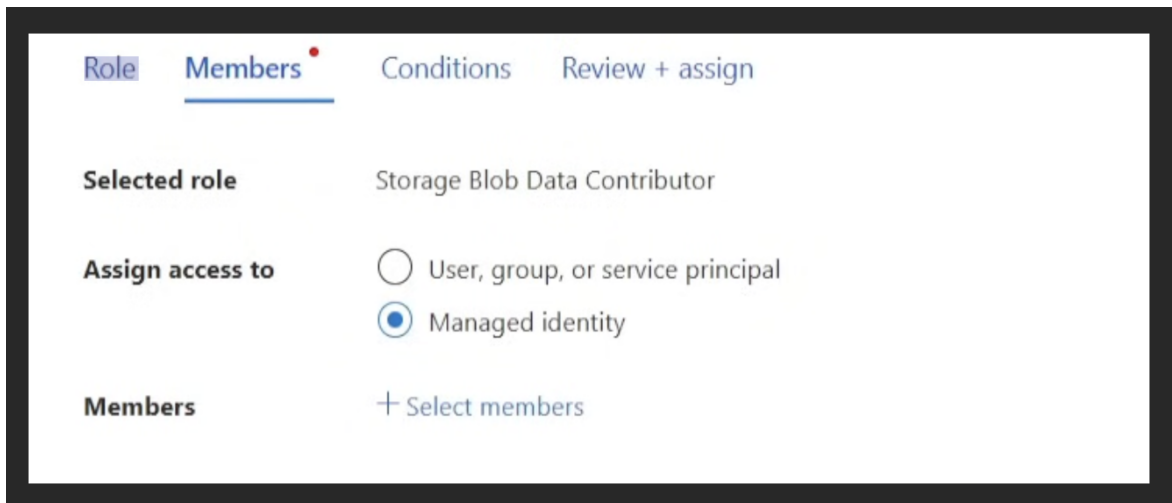 Role Members Conditions Review + assign
Selected role Storage Blob Data Contributor
Assign access to User, group, or service principal
Managed identity
Members + Select members